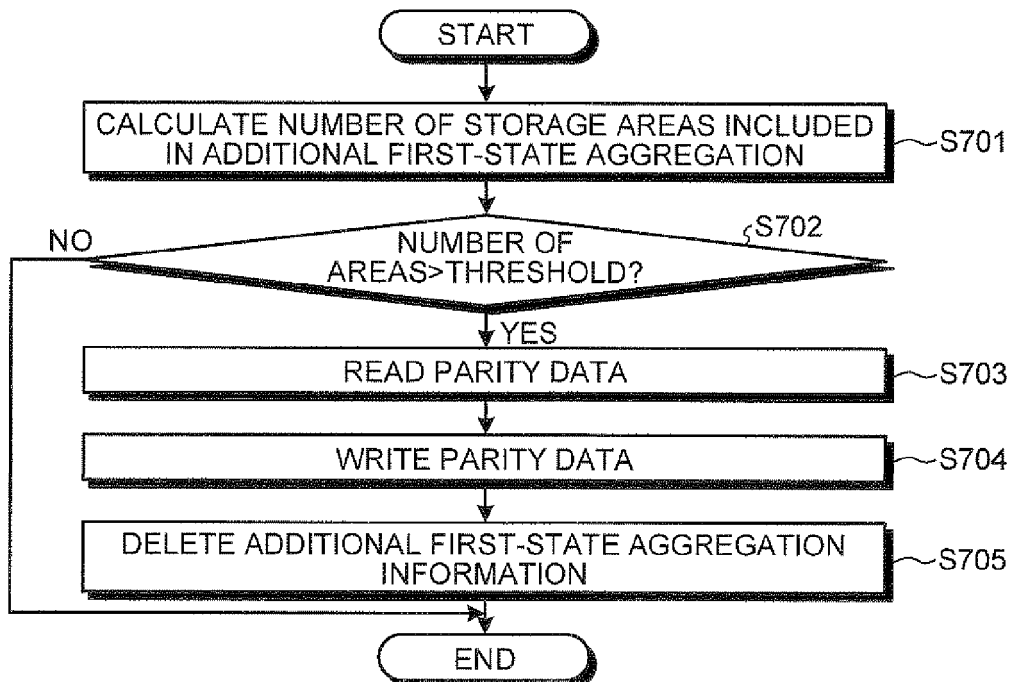 START
CALCULATE NUMBER OF STORAGE AREAS INCLUDED
IN ADDITIONAL FIRST-STATE AGGREGATION
S701
S702
NO
NUMBER OF
AREAS>THRESHOLD?
YES
READ PARITY DATA
S703
WRITE PARITY DATA
S704
DELETE ADDITIONAL FIRST-STATE AGGREGATION
INFORMATION
S705
END